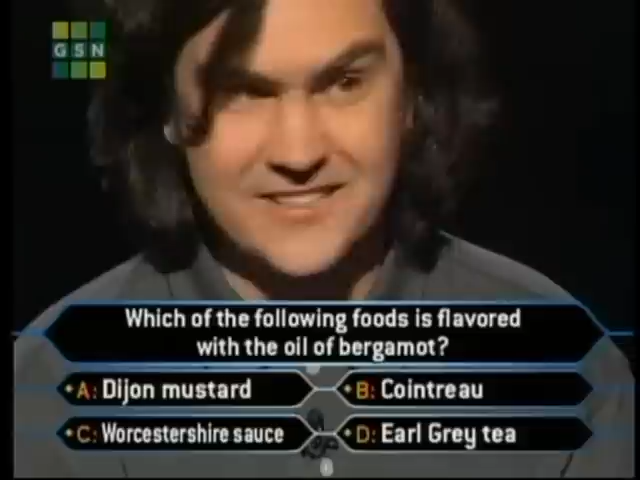 GSN
Which of the following foods is flavored
with the oil of bergamot?
A: Dijon mustard
B: Cointreau
C: Worcestershire sauce
D: Earl Grey tea